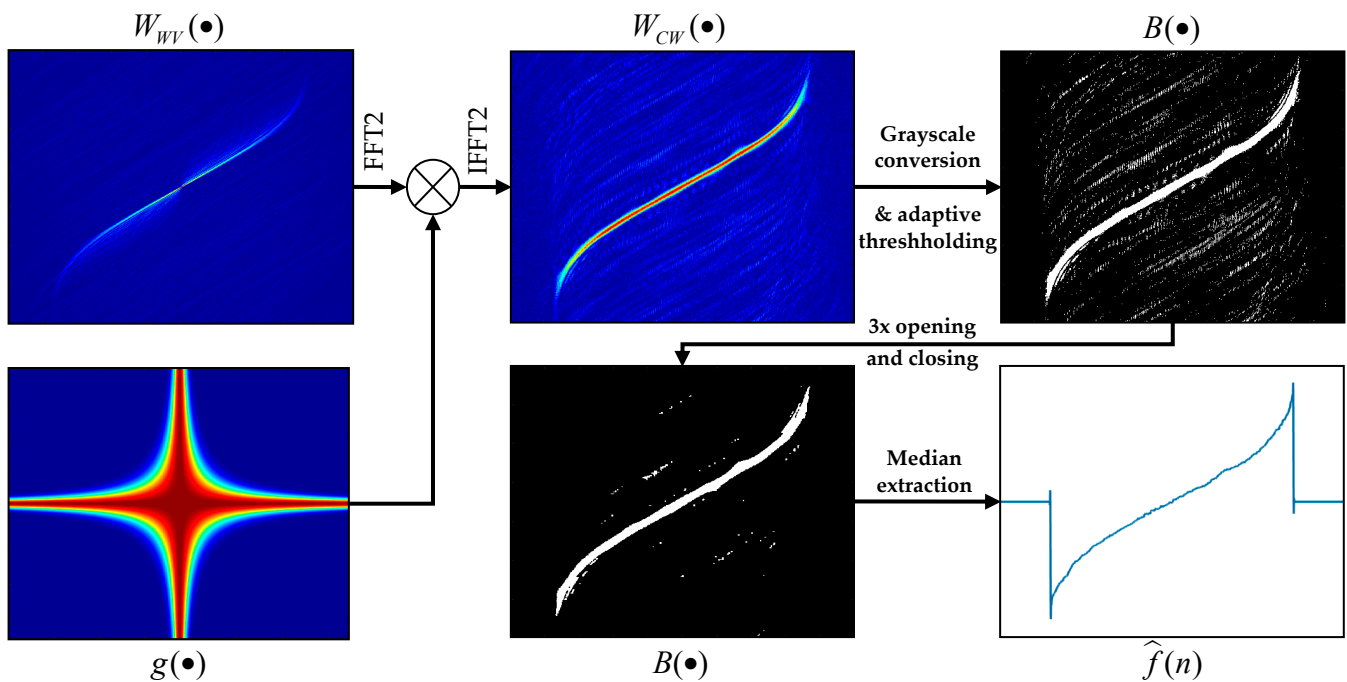 W_WV(•)
W_CW(•)
B(•)
FFT2
IFFT2
Grayscale
conversion
& adaptive
threshholding
3x opening
and closing
Median
extraction
g(•)
B(•)
f̂(n)